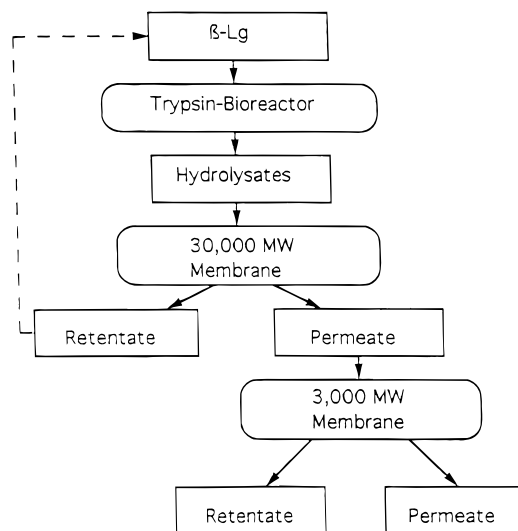 ß-Lg
Trypsin-Bioreactor
Hydrolysates
30,000 MW
Membrane
Retentate
Permeate
3,000 MW
Membrane
Retentate
Permeate